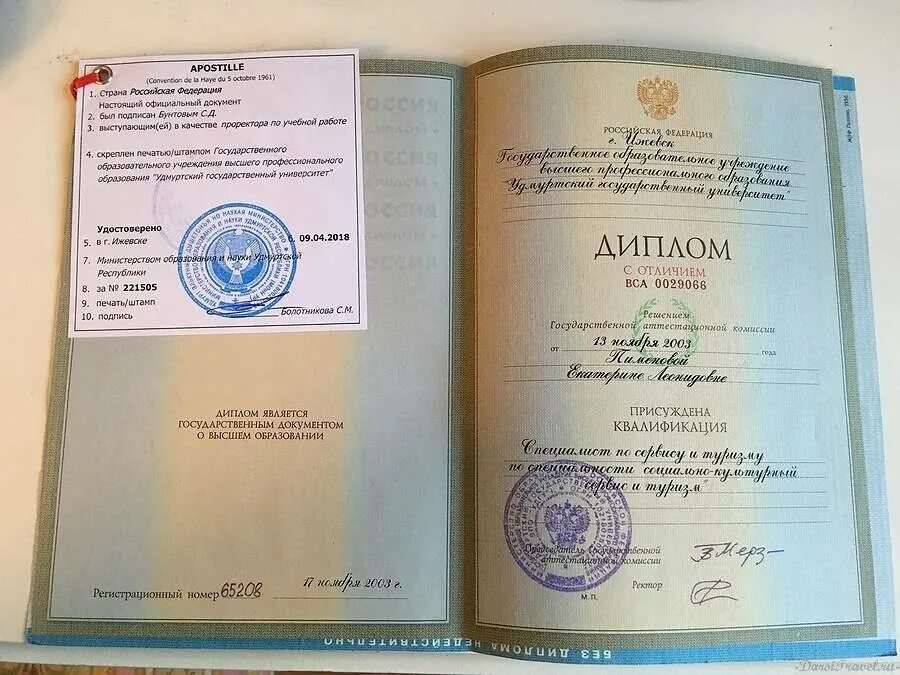 APOSTILLE
(Convention de la Haye du 5 octobre 1961)
1. Страна Российская Федерация
Настоящий официальный документ
2. был подписан Бунтовым С.Д.
3. выступающим(ей) в качестве проректора по учебной работе
4. скреплен печатью/штампом Государственного
образовательного учреждения высшего профессионального
образования "Удмуртский государственный университет"
Удостоверено
5. в г. Ижевске
6. 09.04.2018
7. Министерством образования и науки Удмуртской
Республики
8. за № 221505
9. печать/штамп
10. подпись
Болотникова С.М.
ДИПЛОМ ЯВЛЯЕТСЯ
ГОСУДАРСТВЕННЫМ ДОКУМЕНТОМ
О ВЫСШЕМ ОБРАЗОВАНИИ
Регистрационный номер 65208
17 ноября 2003 г.
РОССИЙСКАЯ ФЕДЕРАЦИЯ
г. Ижевск
Государственное образовательное учреждение
высшего профессионального образования
"Удмуртский государственный университет"
ДИПЛОМ
С ОТЛИЧИЕМ
ВСА 0029066
Решением
Государственной аттестационной комиссии
от 13 ноября 2003 года
Пименовой
Екатерине Леонидовне
ПРИСУЖДЕНА
КВАЛИФИКАЦИЯ
Специалист по сервису и туризму
по специальности социально-культурный
сервис и туризм"
Председатель Государственной
аттестационной комиссии
Ректор
М.П.
БЕЗ ДИПЛОМА НЕДЕЙСТВИТЕЛЬНО
-DarsiTravel.ru-